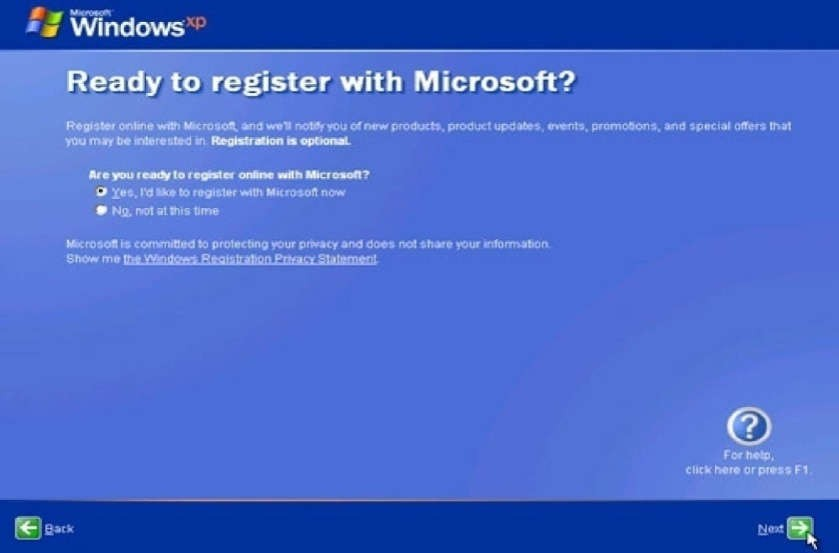 Microsoft
Windows xp
Ready to register with Microsoft?
Register online with Microsoft, and we'll notify you of new products, product updates, events, promotions, and special offers that
you may be interested in. Registration is optional.
Are you ready to register online with Microsoft?
Yes, I'd like to register with Microsoft now
No, not at this time
Microsoft is committed to protecting your privacy and does not share your information.
Show me the Windows Registration Privacy Statement.
?
For help,
click here or press F1.
Back
Next